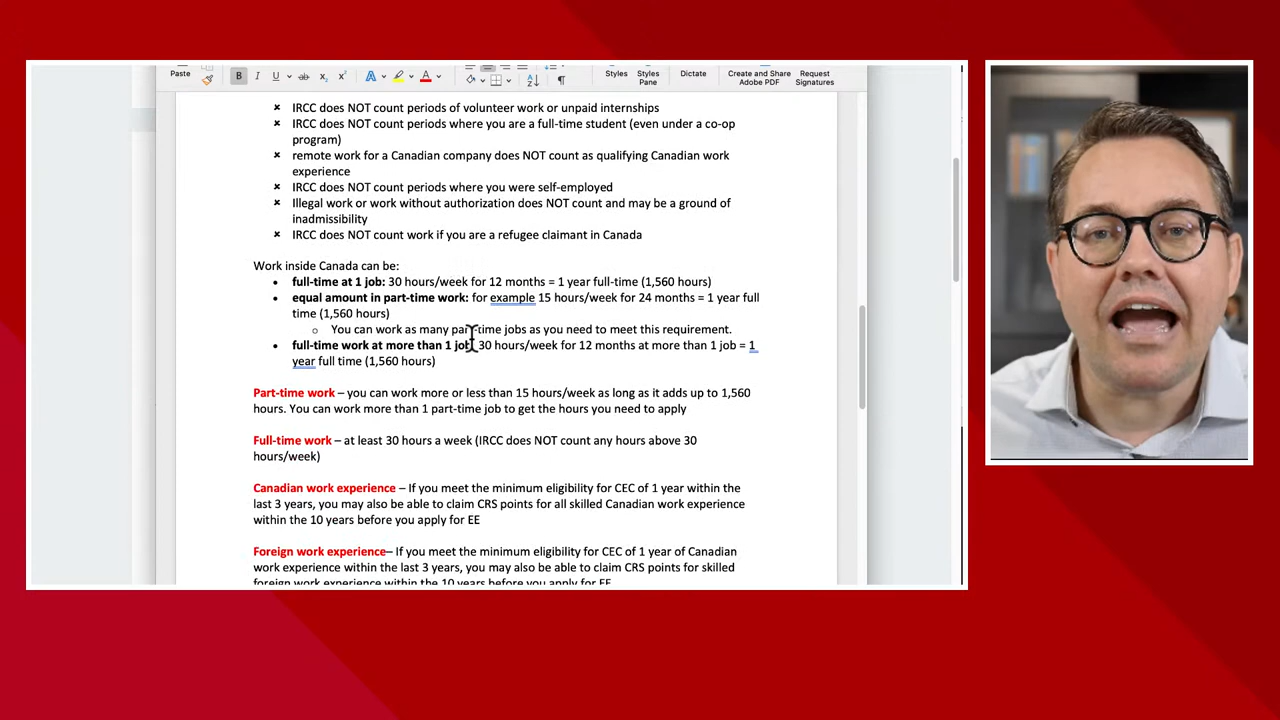 Paste
B I U ab x₂ x² A A
Styles
Styles Pane
Dictate
Create and Share Adobe PDF
Request Signatures
× IRCC does NOT count periods of volunteer work or unpaid internships
× IRCC does NOT count periods where you are a full-time student (even under a co-op
program)
× remote work for a Canadian company does NOT count as qualifying Canadian work
experience
× IRCC does NOT count periods where you were self-employed
× Illegal work or work without authorization does NOT count and may be a ground of
inadmissibility
× IRCC does NOT count work if you are a refugee claimant in Canada
Work inside Canada can be:
• full-time at 1 job: 30 hours/week for 12 months = 1 year full-time (1,560 hours)
• equal amount in part-time work: for example 15 hours/week for 24 months = 1 year full
time (1,560 hours)
○ You can work as many part-time jobs as you need to meet this requirement.
• full-time work at more than 1 job: 30 hours/week for 12 months at more than 1 job = 1
year full time (1,560 hours)
Part-time work – you can work more or less than 15 hours/week as long as it adds up to 1,560
hours. You can work more than 1 part-time job to get the hours you need to apply
Full-time work – at least 30 hours a week (IRCC does NOT count any hours above 30
hours/week)
Canadian work experience – If you meet the minimum eligibility for CEC of 1 year within the
last 3 years, you may also be able to claim CRS points for all skilled Canadian work experience
within the 10 years before you apply for EE
Foreign work experience– If you meet the minimum eligibility for CEC of 1 year of Canadian
work experience within the last 3 years, you may also be able to claim CRS points for skilled
foreign work experience within the 10 years before you apply for EE